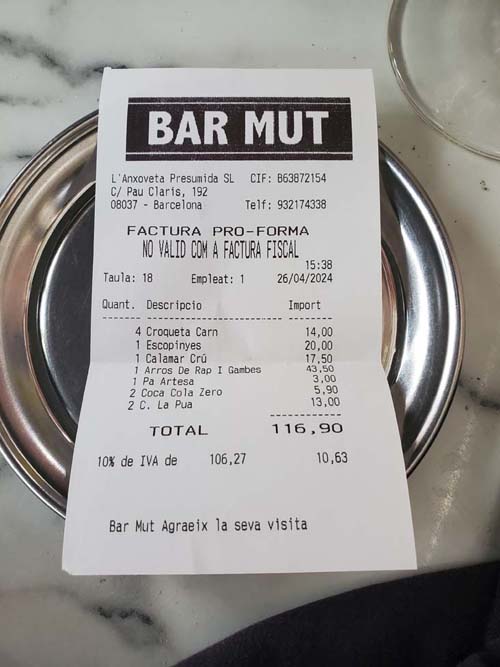 BAR MUT
L'Anxoveta Presumida SL CIF: B63872154
C/ Pau Claris, 192
08037 - Barcelona Telf: 932174338
FACTURA PRO-FORMA
NO VALID COM A FACTURA FISCAL
15:38
Taula: 18 Empleat: 1 26/04/2024
Quant. Descripcio Import
4 Croqueta Carn 14,00
1 Escopinyes 20,00
1 Calamar Crú 17,50
1 Arros De Rap I Gambes 43,50
1 Pa Artesa 3,00
2 Coca Cola Zero 5,90
2 C. La Pua 13,00
TOTAL 116,90
10% de IVA de 106,27 10,63
Bar Mut Agraeix la seva visita